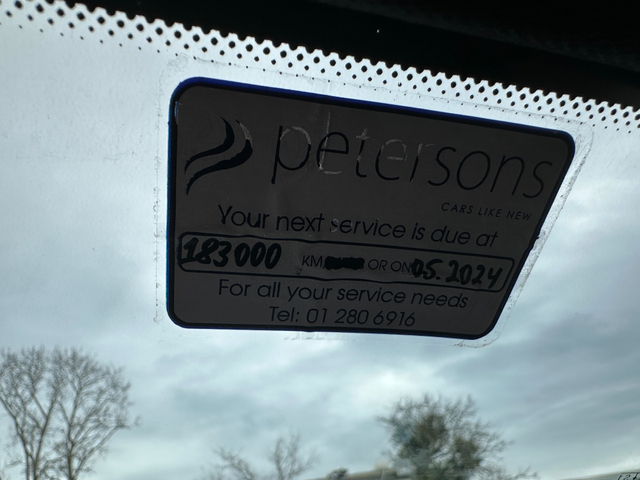 petersons
CARS LIKE NEW
Your next service is due at
183000 KM OR ON 05.2024
For all your service needs
Tel: 01 280 6916